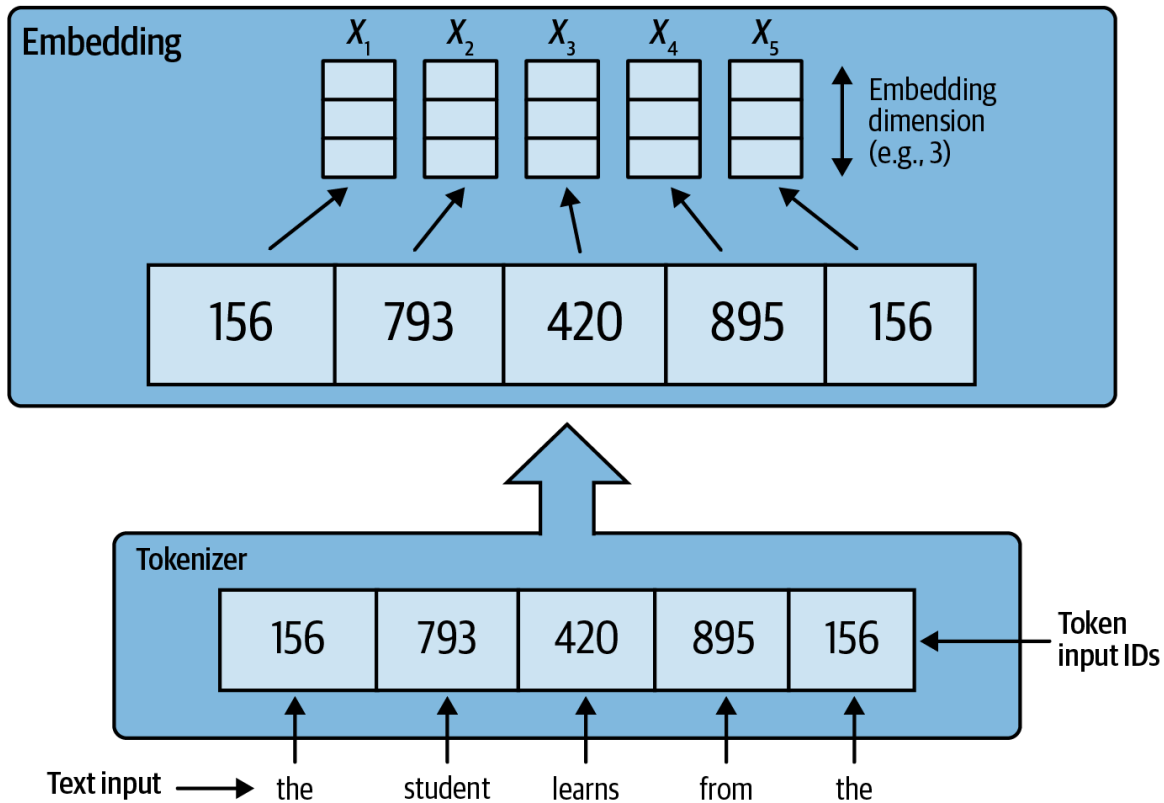 Embedding
X₁ X₂ X₃ X₄ X₅
Embedding
dimension
(e.g., 3)
156 793 420 895 156
Tokenizer
156 793 420 895 156
Token
input IDs
Text input the student learns from the